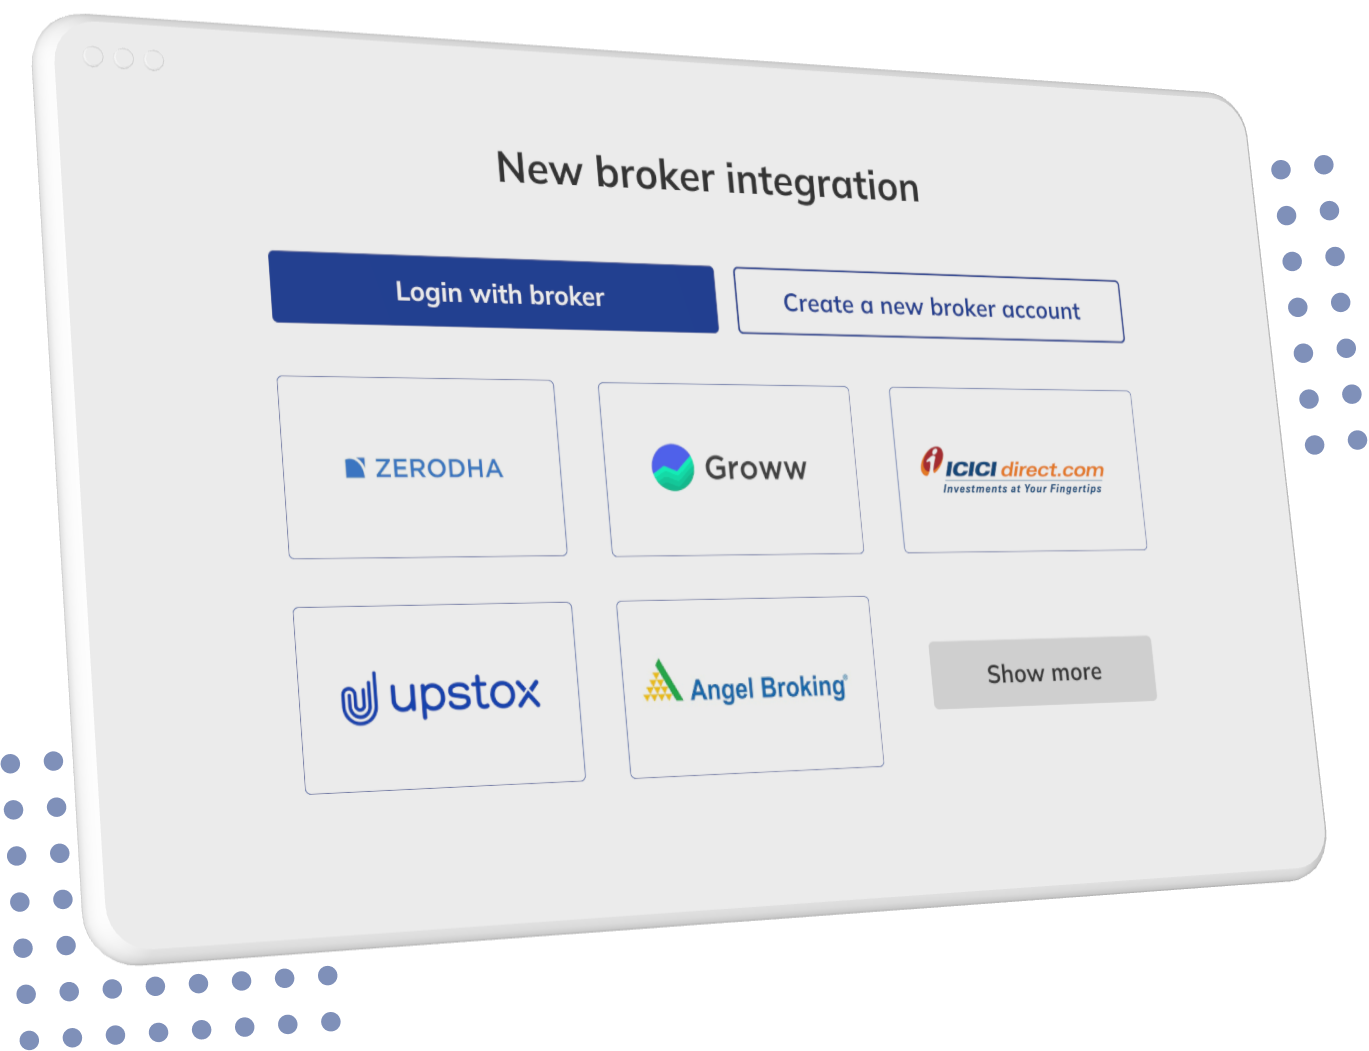 New broker integration
Login with broker
Create a new broker account
ZERODHA
Groww
ICICI direct.com
Investments at Your Fingertips
upstox
Angel Broking
Show more